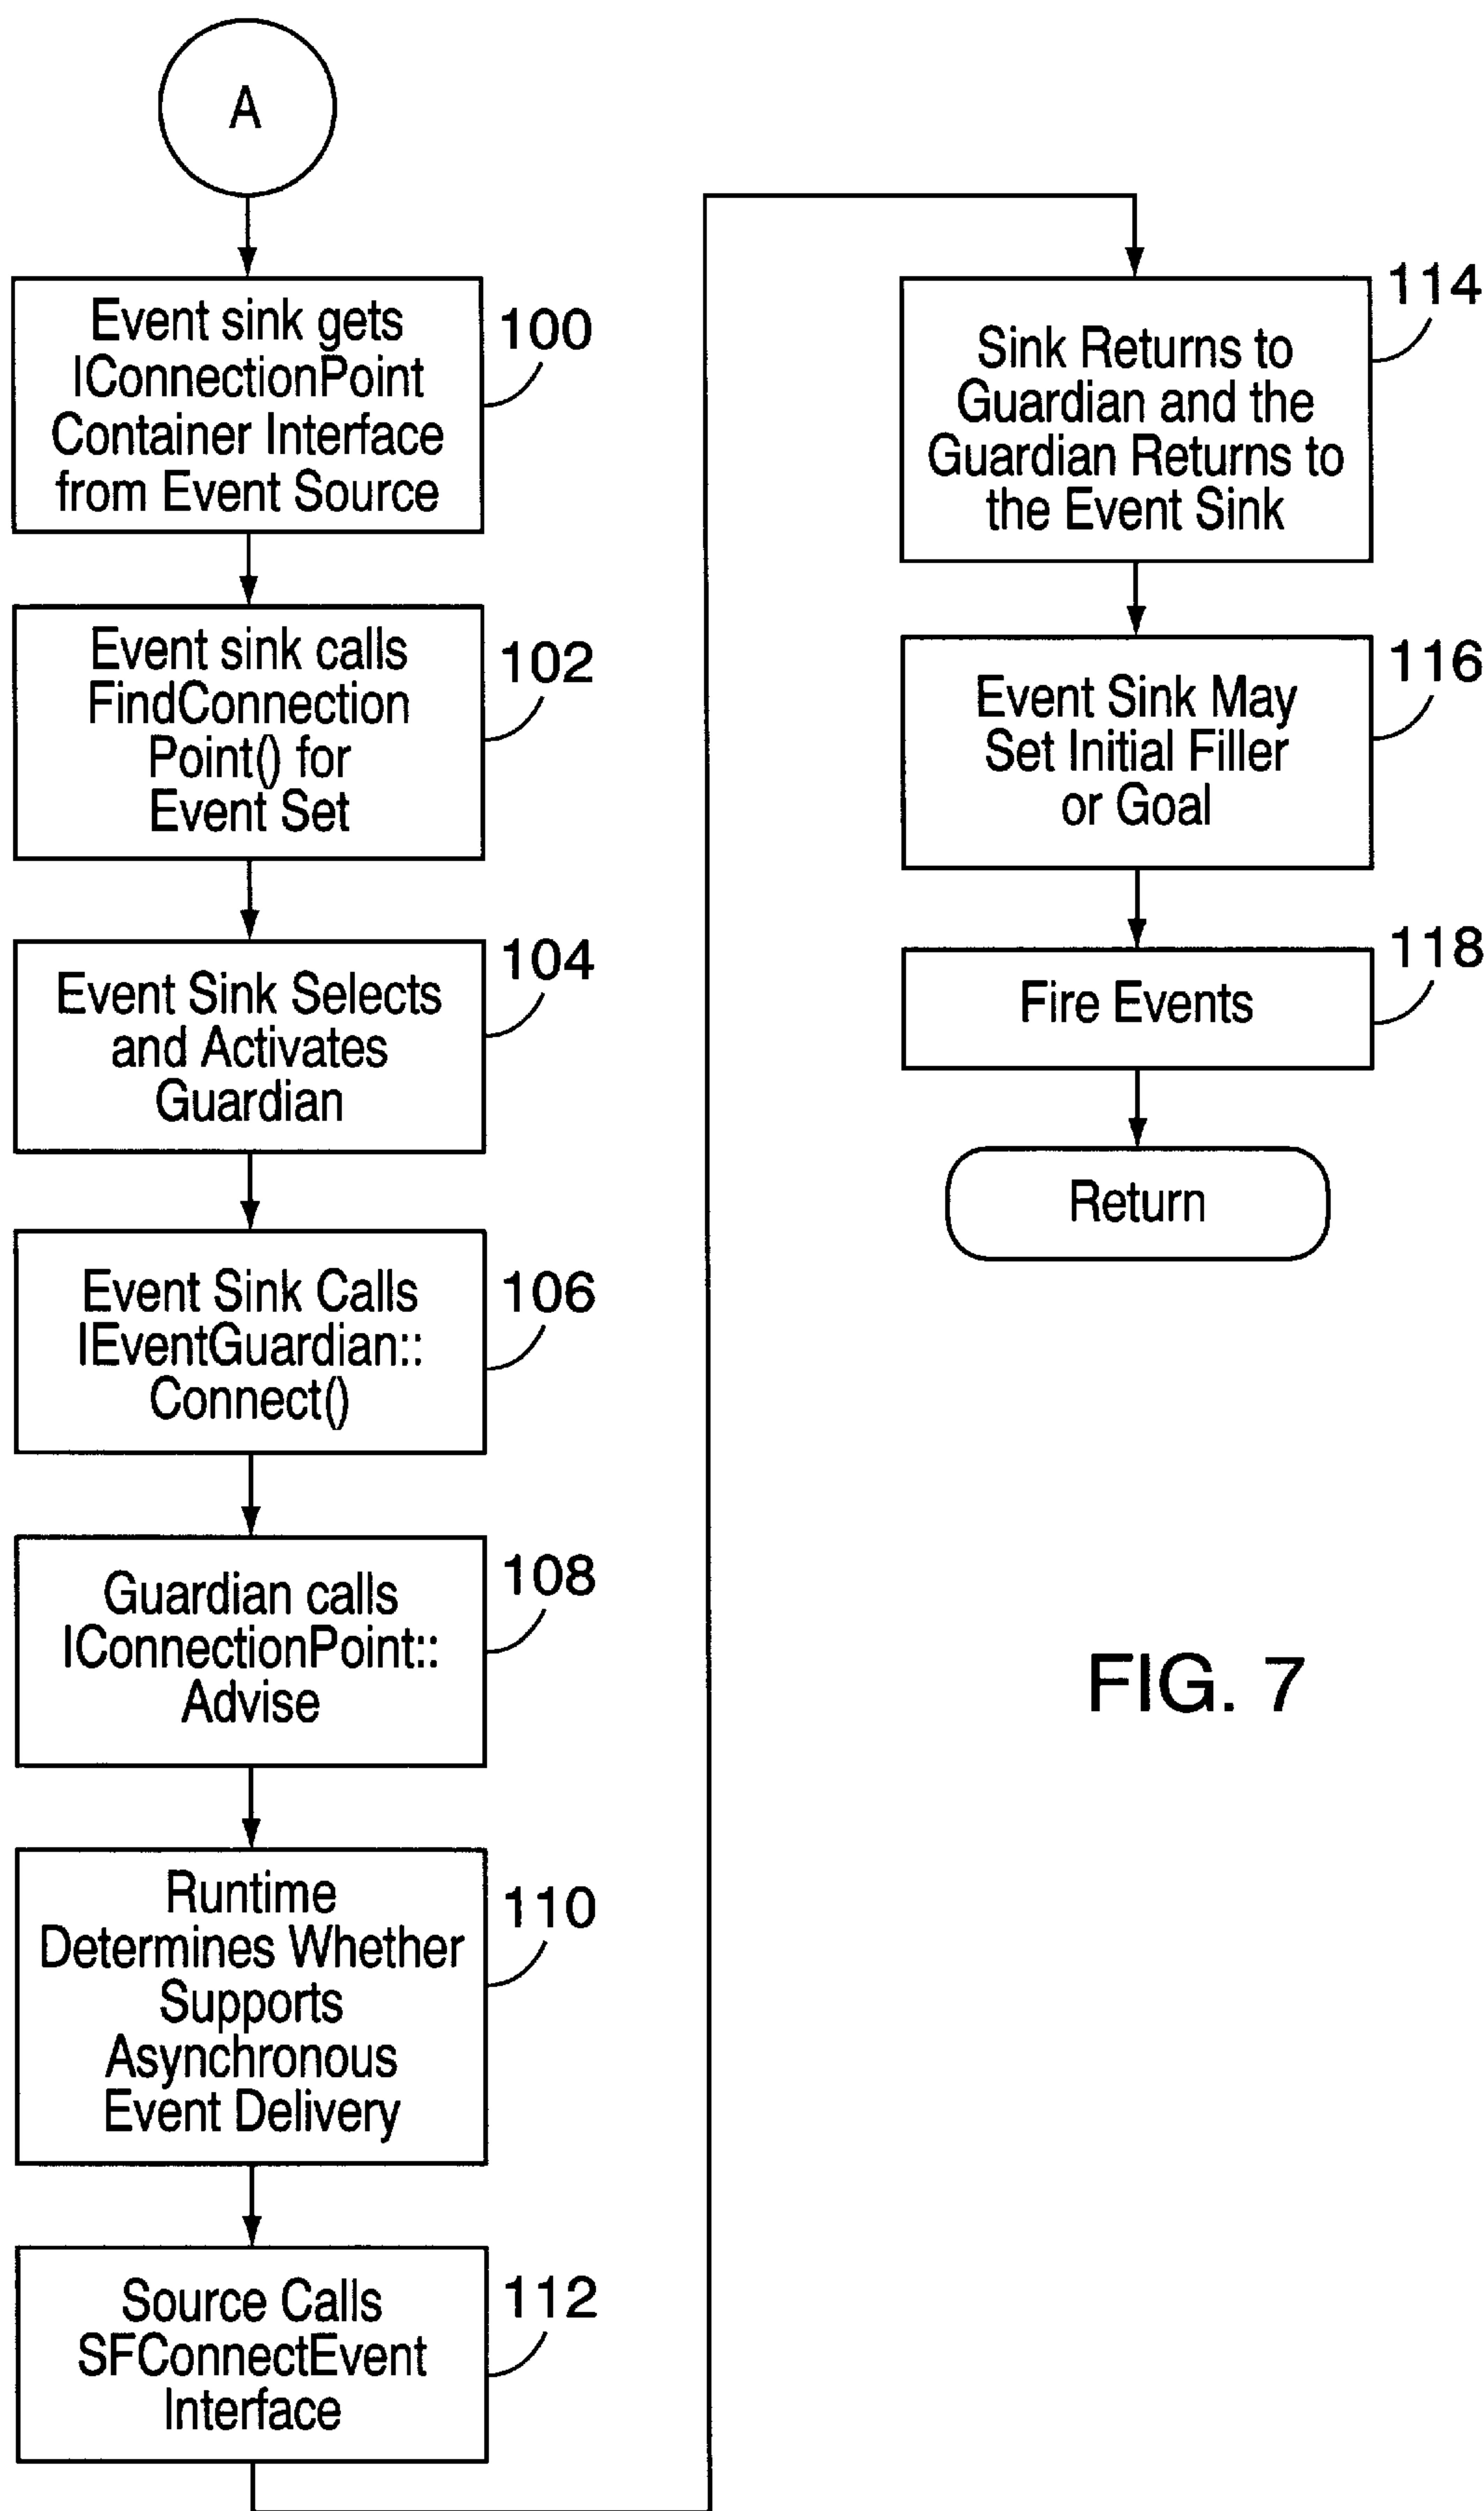 A
Event sink gets
IConnectionPoint
Container Interface
from Event Source
100
Event sink calls
FindConnection
Point() for
Event Set
102
Event Sink Selects
and Activates
Guardian
104
Event Sink Calls
IEventGuardian::
Connect()
106
Guardian calls
IConnectionPoint::
Advise
108
Runtime
Determines Whether
Supports
Asynchronous
Event Delivery
110
Source Calls
SFConnectEvent
Interface
112
Sink Returns to
Guardian and the
Guardian Returns to
the Event Sink
114
Event Sink May
Set Initial Filler
or Goal
116
Fire Events
118
Return
FIG. 7